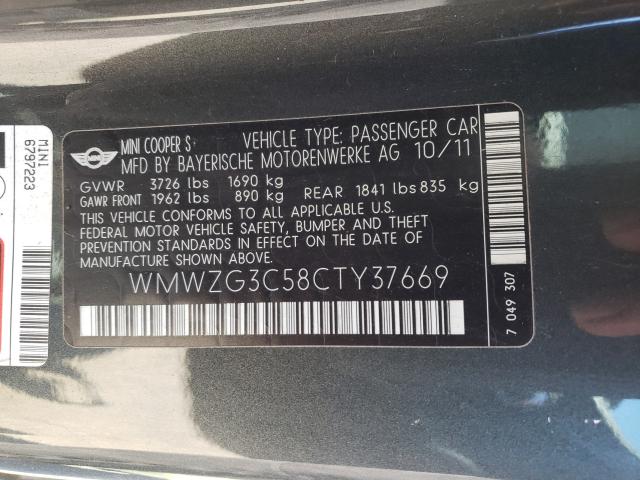 MINI COOPER S VEHICLE TYPE: PASSENGER CAR
MFD BY BAYERISCHE MOTORENWERKE AG 10/11
GVWR 3726 lbs 1690 kg
GAWR FRONT 1962 lbs 890 kg REAR 1841 lbs 835 kg
THIS VEHICLE CONFORMS TO ALL APPLICABLE U.S.
FEDERAL MOTOR VEHICLE SAFETY, BUMPER AND THEFT
PREVENTION STANDARDS IN EFFECT ON THE DATE OF
MANUFACTURE SHOWN ABOVE
WMWZG3C58CTY37669
7 049 307
MINI
6797223